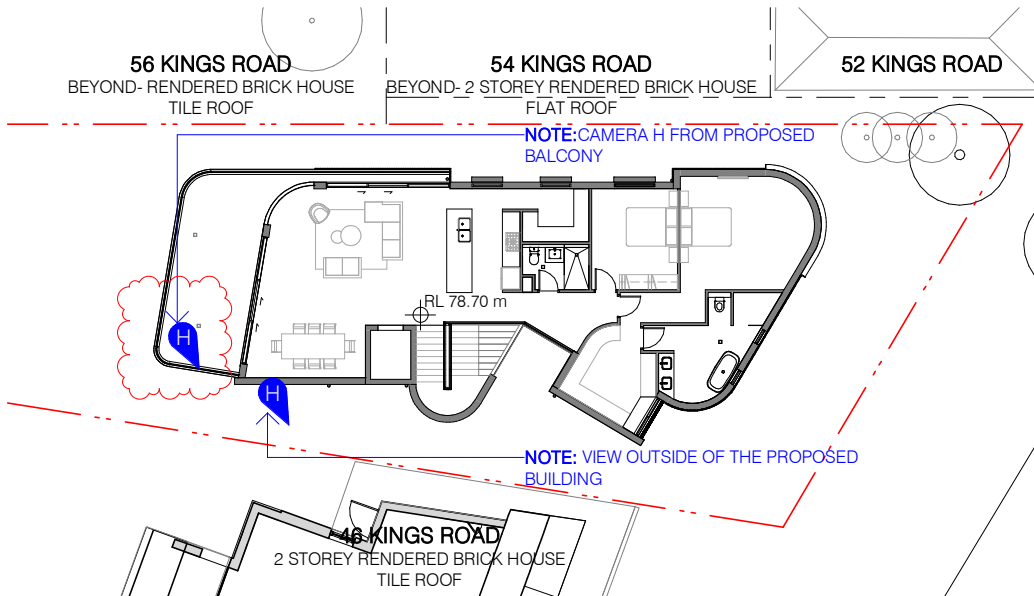 56 KINGS ROAD
BEYOND- RENDERED BRICK HOUSE
TILE ROOF
54 KINGS ROAD
BEYOND- 2 STOREY RENDERED BRICK HOUSE
FLAT ROOF
52 KINGS ROAD
NOTE:CAMERA H FROM PROPOSED
BALCONY
RL 78.70 m
H
H
NOTE: VIEW OUTSIDE OF THE PROPOSED
BUILDING
46 KINGS ROAD
2 STOREY RENDERED BRICK HOUSE
TILE ROOF